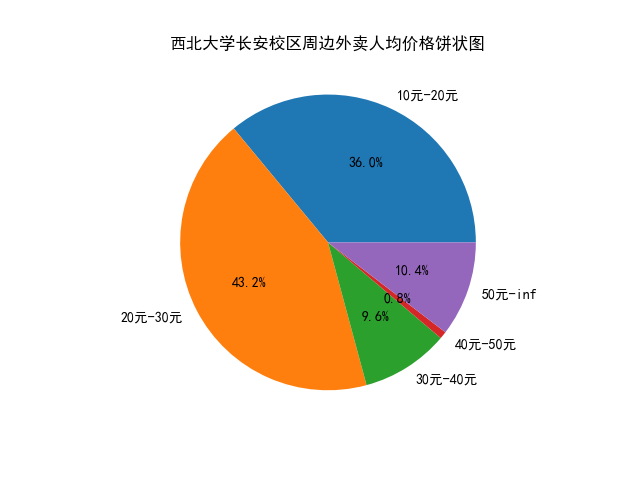 西北大学长安校区周边外卖人均价格饼状图
10元-20元
36.0%
43.2%
20元-30元
10.4%
0.8%
9.6%
50元-inf
40元-50元
30元-40元